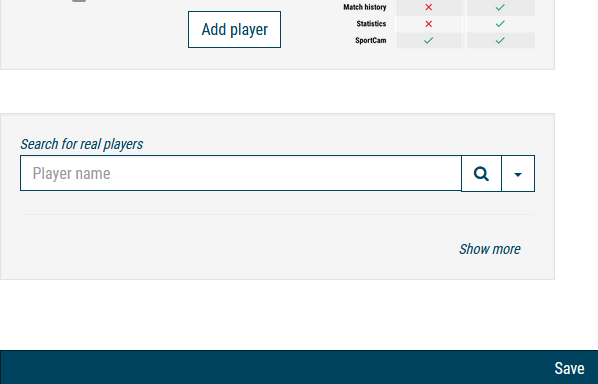 Match history
Add player
Statistics
SportCam
Search for real players
Player name
Show more
Save